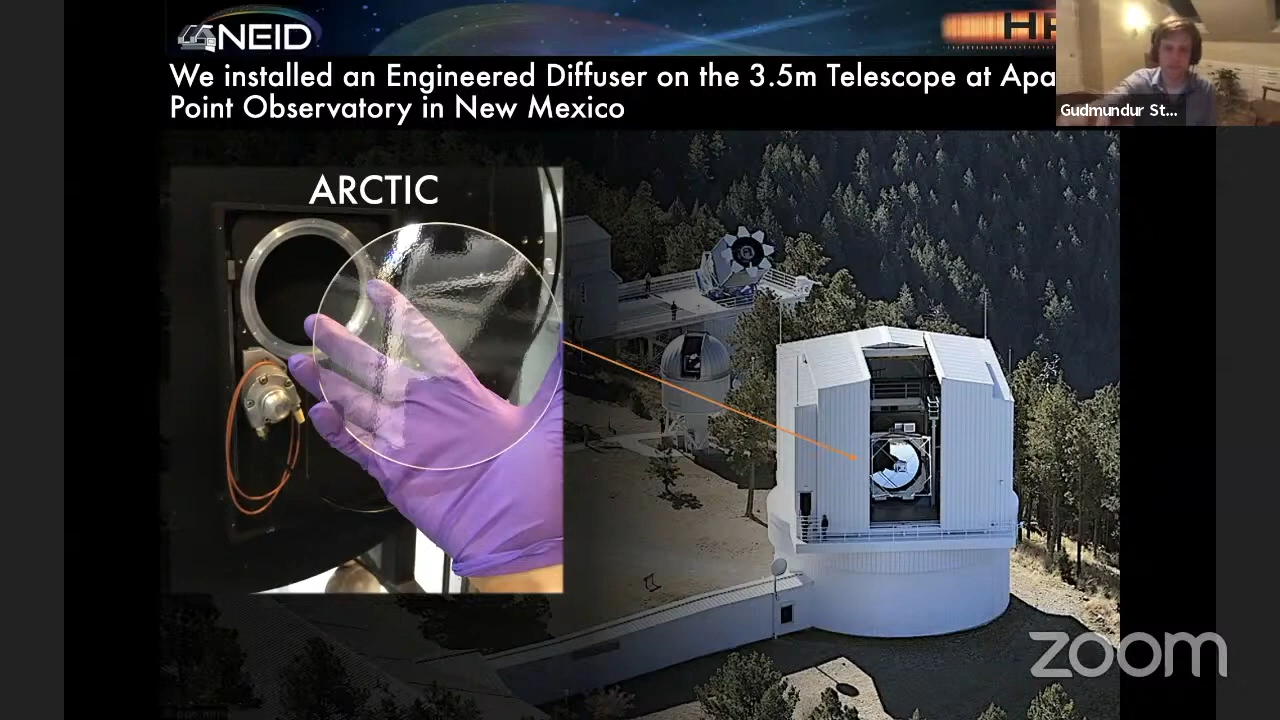 NEID
HP
We installed an Engineered Diffuser on the 3.5m Telescope at Apa
Point Observatory in New Mexico
Gudmundur St...
ARCTIC
zoom